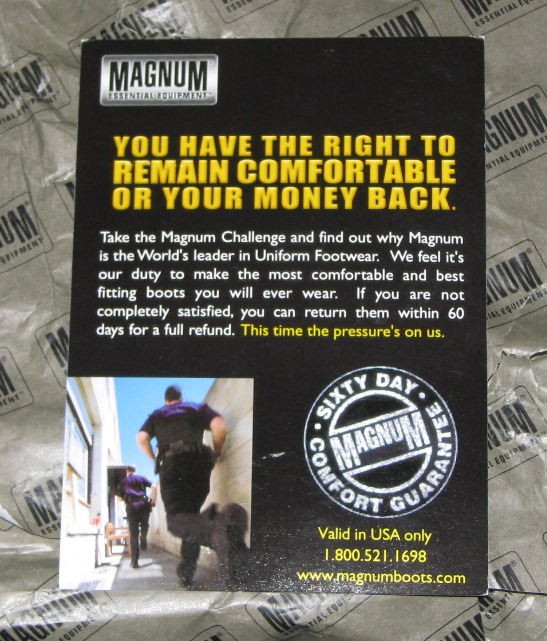 MAGNUM
ESSENTIAL EQUIPMENT™
YOU HAVE THE RIGHT TO
REMAIN COMFORTABLE
OR YOUR MONEY BACK.
Take the Magnum Challenge and find out why Magnum
is the World's leader in Uniform Footwear. We feel it's
our duty to make the most comfortable and best
fitting boots you will ever wear. If you are not
completely satisfied, you can return them within 60
days for a full refund. This time the pressure's on us.
• SIXTY DAY •
MAGNUM
COMFORT GUARANTEE
Valid in USA only
1.800.521.1698
www.magnumboots.com
MAGNUM
ESSENTIAL EQUIPMENT